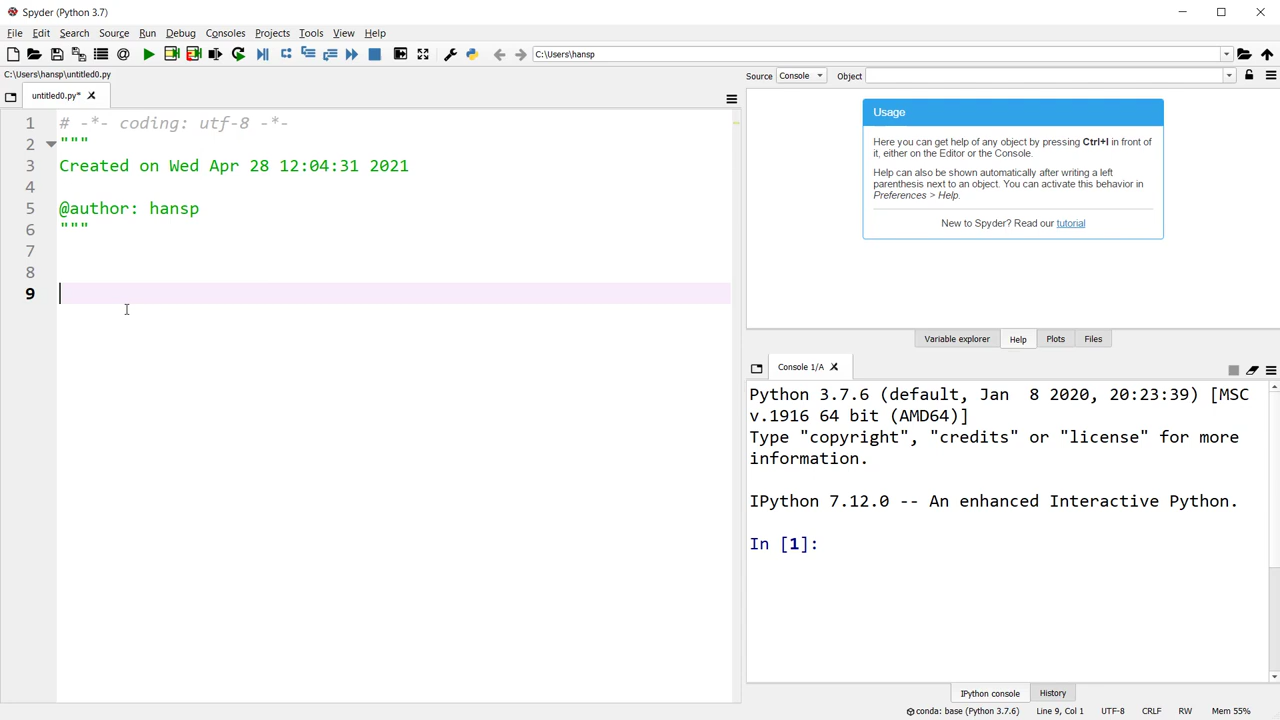 Spyder (Python 3.7)
File Edit Search Source Run Debug Consoles Projects Tools View Help
C:\Users\hansp
C:\Users\hansp\untitled0.py
untitled0.py*
1 # -*- coding: utf-8 -*-
2 """
3 Created on Wed Apr 28 12:04:31 2021
4
5 @author: hansp
6 """
7
8
9
Source Console Object
Usage
Here you can get help of any object by pressing Ctrl+I in front of
it, either on the Editor or the Console.
Help can also be shown automatically after writing a left
parenthesis next to an object. You can activate this behavior in
Preferences > Help.
New to Spyder? Read our tutorial
Variable explorer Help Plots Files
Console 1/A
Python 3.7.6 (default, Jan  8 2020, 20:23:39) [MSC
v.1916 64 bit (AMD64)]
Type "copyright", "credits" or "license" for more
information.
IPython 7.12.0 -- An enhanced Interactive Python.
In [1]:
IPython console History
conda: base (Python 3.7.6) Line 9, Col 1 UTF-8 CRLF RW Mem 55%